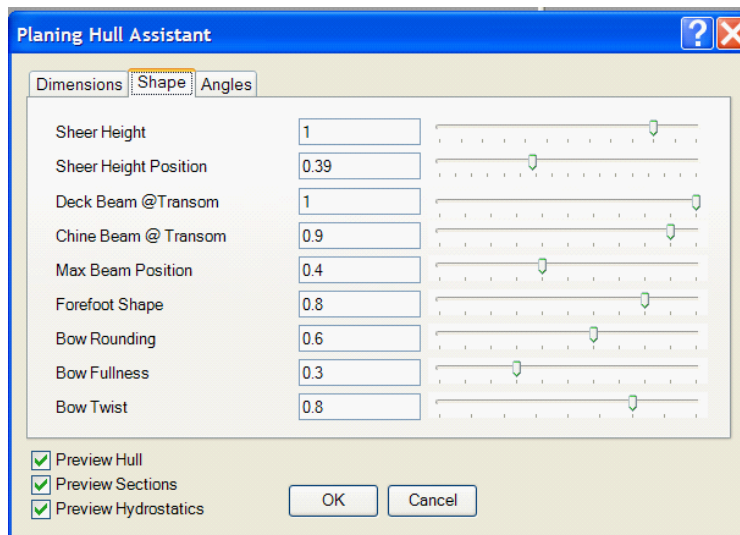 Planing Hull Assistant
Dimensions Shape Angles
Sheer Height 1
Sheer Height Position 0.39
Deck Beam @Transom 1
Chine Beam @ Transom 0.9
Max Beam Position 0.4
Forefoot Shape 0.8
Bow Rounding 0.6
Bow Fullness 0.3
Bow Twist 0.8
Preview Hull
Preview Sections
Preview Hydrostatics
OK Cancel